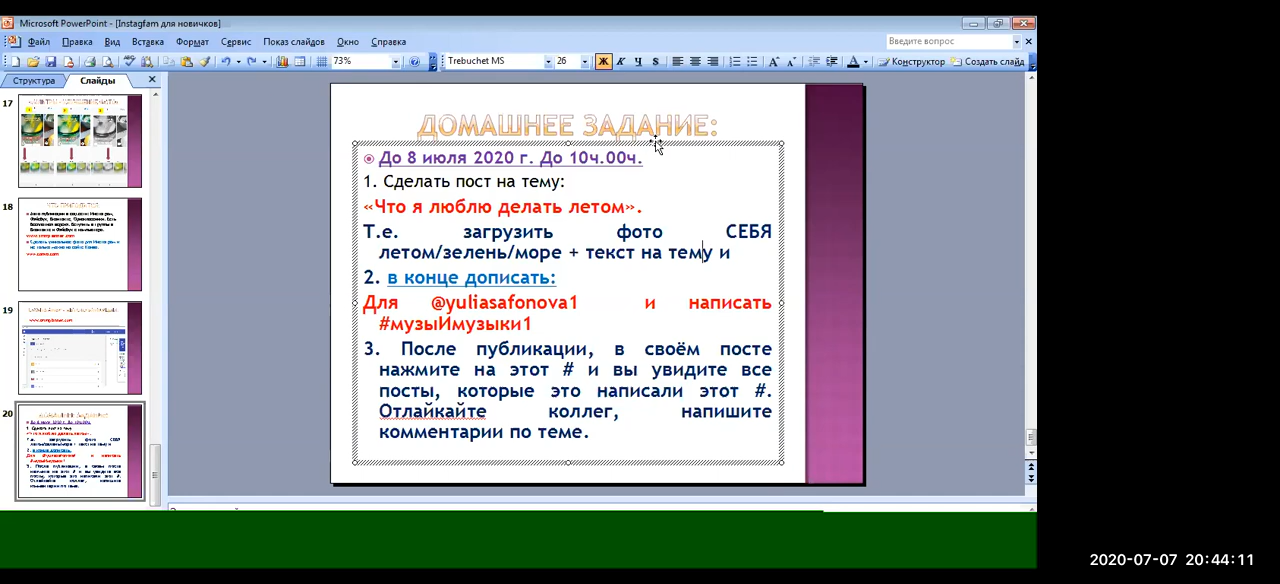 Microsoft PowerPoint - [Instagfam для новичков]
Файл Правка Вид Вставка Формат Сервис Показ слайдов Окно Справка
Введите вопрос
73% Trebuchet MS 26 Ж К Ч S Конструктор Создать слайд
Структура Слайды
17
18
19
20
ДОМАШНЕЕ ЗАДАНИЕ:
До 8 июля 2020 г. До 10ч.00ч.
1. Сделать пост на тему:
«Что я люблю делать летом».
Т.е. загрузить фото СЕБЯ
летом/зелень/море + текст на тему и
2. в конце дописать:
Для @yuliasafonova1 и написать
#музыИмузыки1
3. После публикации, в своём посте
нажмите на этот # и вы увидите все
посты, которые это написали этот #.
Отлайкайте коллег, напишите
комментарии по теме.
2020-07-07 20:44:11